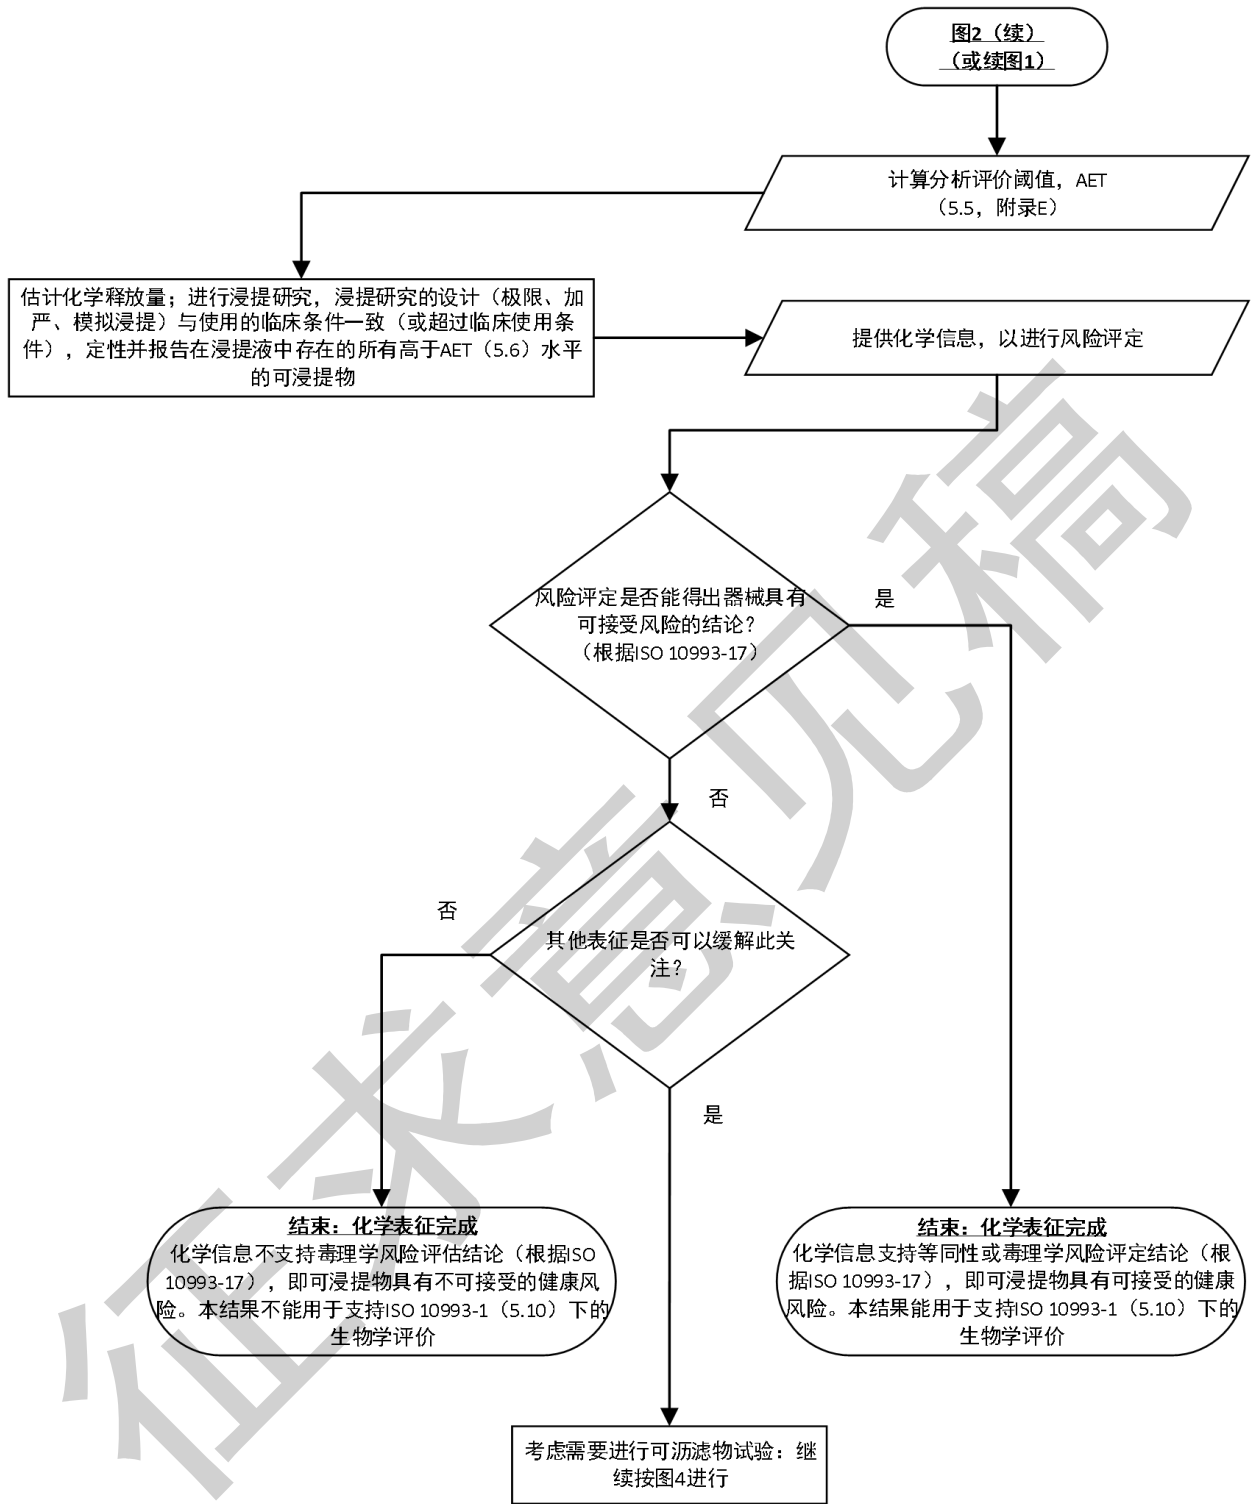 图2（续）
（或续图1）
计算分析评价阈值，AET
（5.5，附录E）
估计化学释放量；进行浸提研究，浸提研究的设计（极限、加
严、模拟浸提）与使用的临床条件一致（或超过临床使用条
件），定性并报告在浸提液中存在的所有高于AET（5.6）水平
的可浸提物
提供化学信息，以进行风险评定
风险评定是否能得出器械具有
可接受风险的结论？
（根据ISO 10993-17）
是
否
其他表征是否可以缓解此关
注？
否
是
结束：化学表征完成
化学信息不支持毒理学风险评估结论（根据ISO
10993-17），即可浸提物具有不可接受的健康风
险。本结果不能用于支持ISO 10993-1（5.10）下的
生物学评价
结束：化学表征完成
化学信息支持等同性或毒理学风险评定结论（根
据ISO 10993-17），即可浸提物具有可接受的健康
风险。本结果能用于支持ISO 10993-1（5.10）下的
生物学评价
考虑需要进行可沥滤物试验：继
续按图4进行
征求意见稿